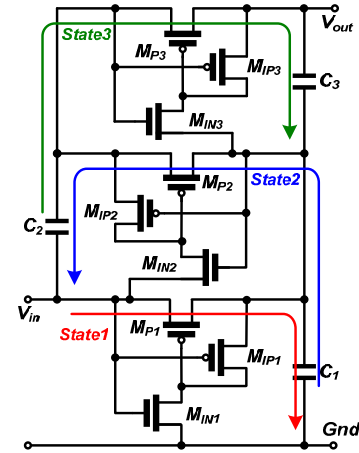 State3
V_out
M_P3
M_IP3
C_3
M_IN3
M_P2
State2
M_IP2
C_2
M_IN2
V_in
State1
M_P1
M_IP1
C_1
M_IN1
Gnd